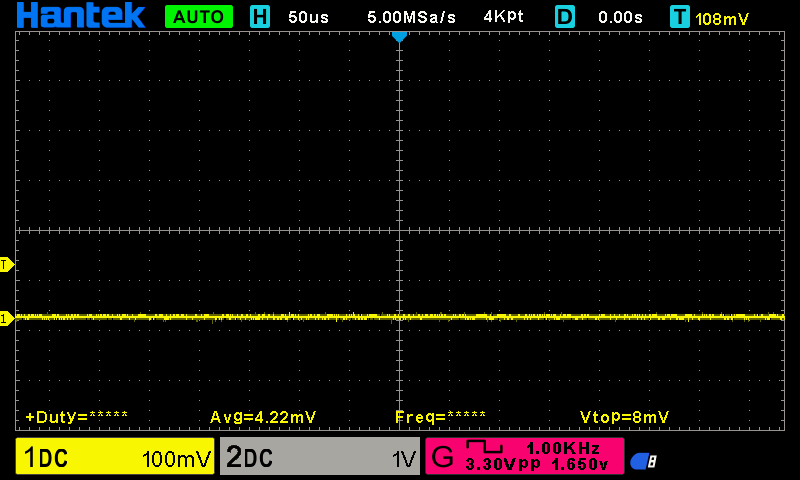 Hantek AUTO H 50us 5.00MSa/s 4Kpt D 0.00s T 108mV
T
1
+Duty=***** Avg=4.22mV Freq=***** Vtop=8mV
1DC 100mV 2DC 1V G 1.00KHz
3.30Vpp 1.650v